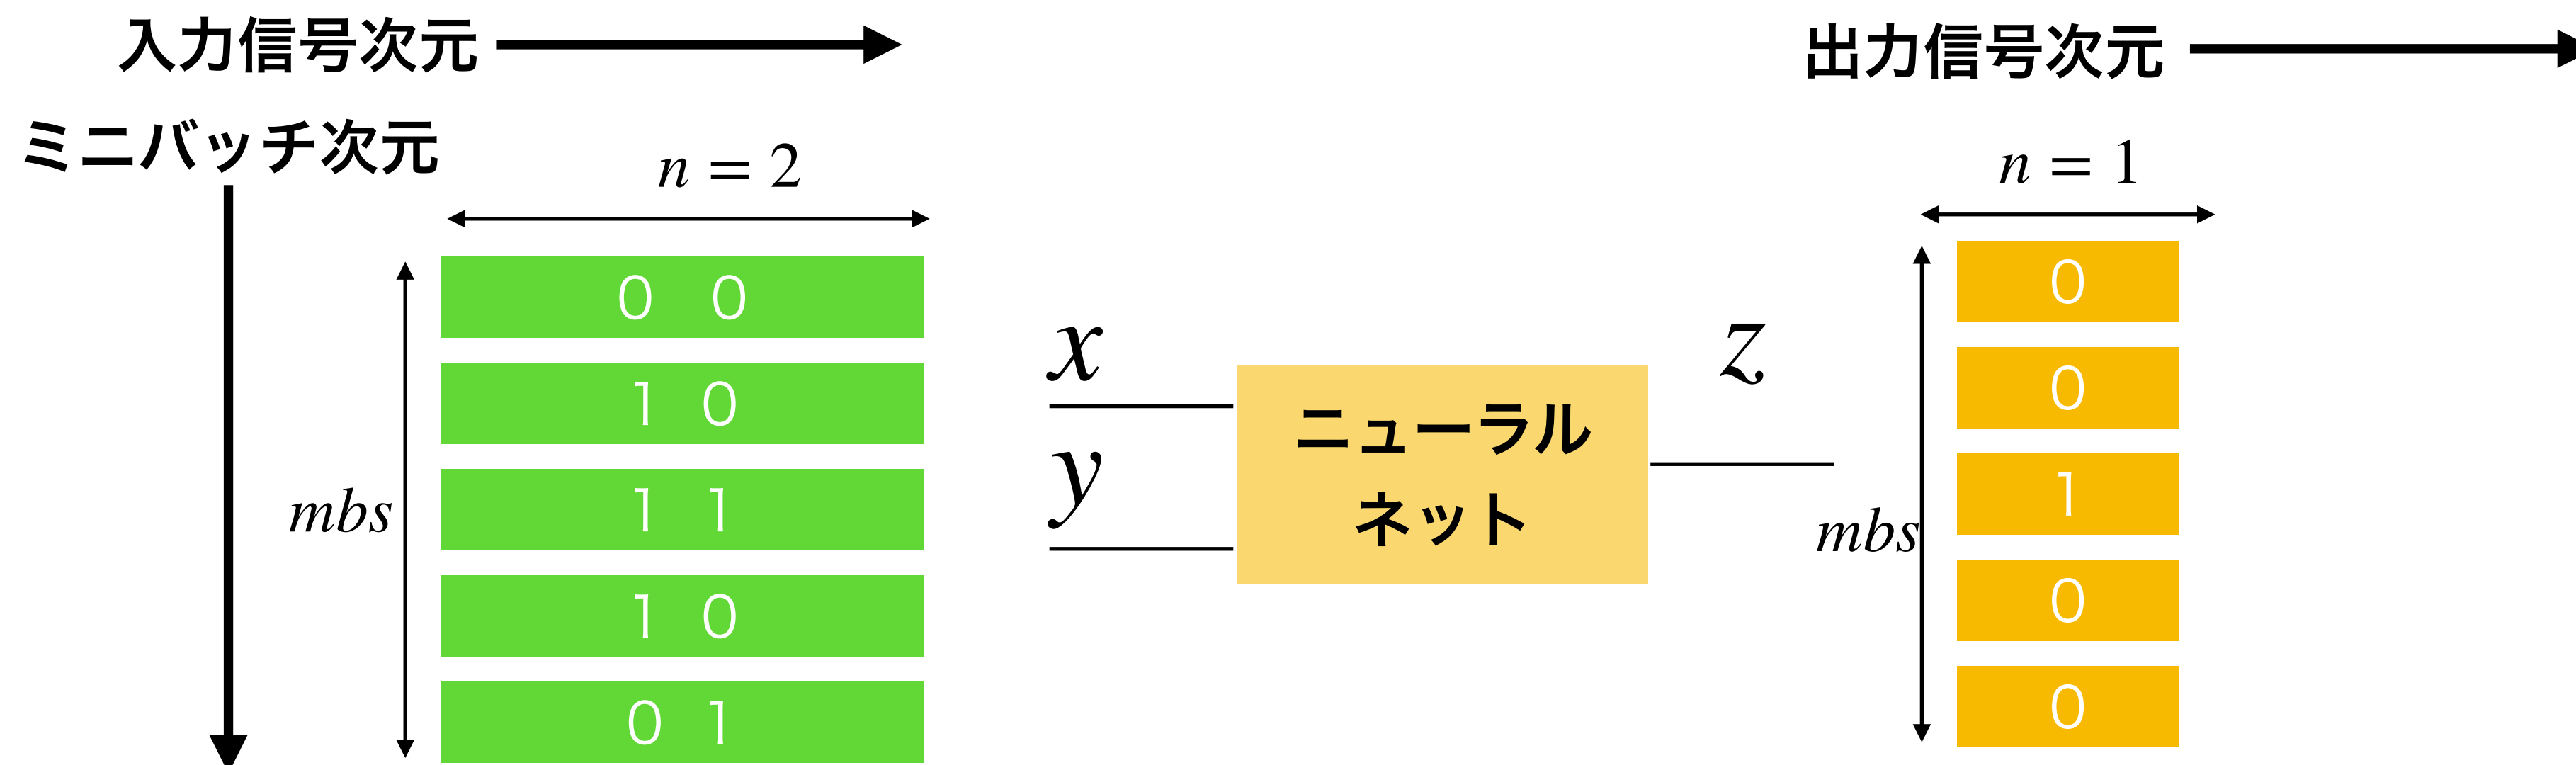 入力信号次元
ミニバッチ次元
n = 2
mbs
0 0
1 0
1 1
1 0
0 1
x
y
ニューラル
ネット
z
出力信号次元
n = 1
mbs
0
0
1
0
0